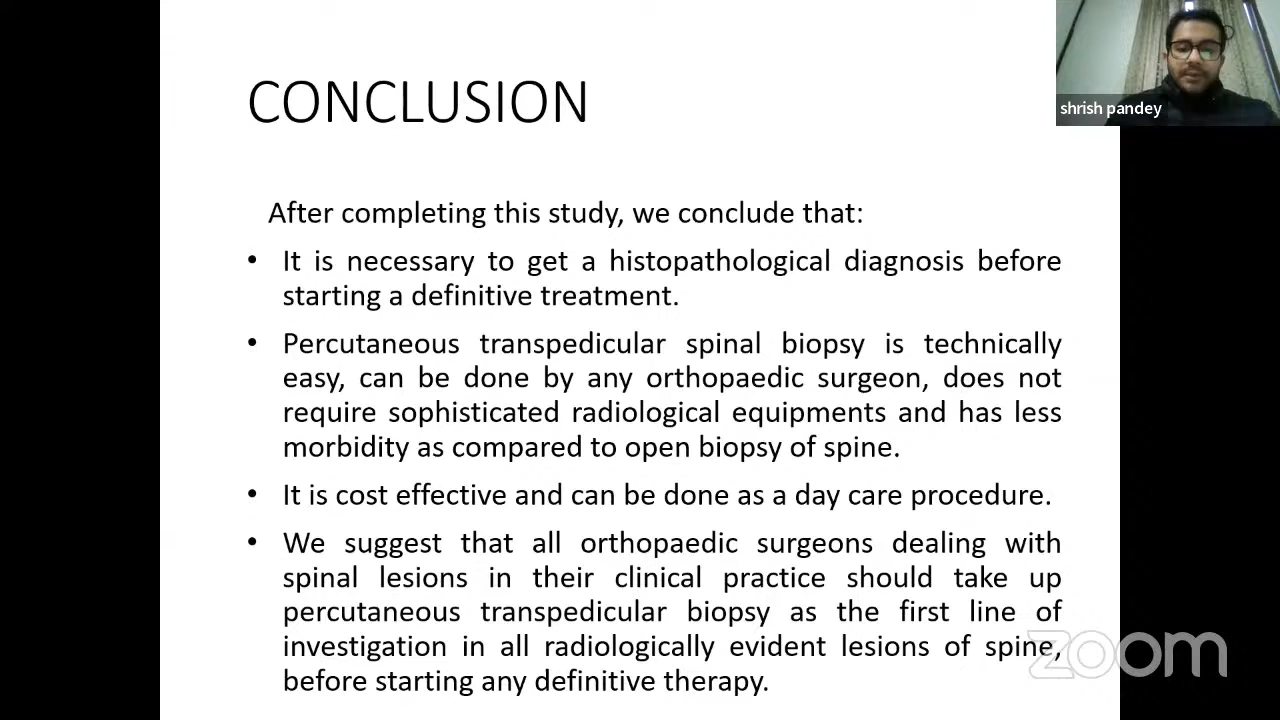 CONCLUSION
shrish pandey
After completing this study, we conclude that:
• It is necessary to get a histopathological diagnosis before
starting a definitive treatment.
• Percutaneous transpedicular spinal biopsy is technically
easy, can be done by any orthopaedic surgeon, does not
require sophisticated radiological equipments and has less
morbidity as compared to open biopsy of spine.
• It is cost effective and can be done as a day care procedure.
• We suggest that all orthopaedic surgeons dealing with
spinal lesions in their clinical practice should take up
percutaneous transpedicular biopsy as the first line of
investigation in all radiologically evident lesions of spine,
before starting any definitive therapy.
zoom